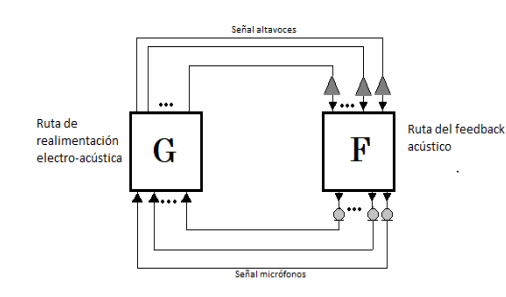 Señal altavoces
Ruta de
realimentación
electro-acústica
G
F
Ruta del feedback
acústico
Señal micrófonos